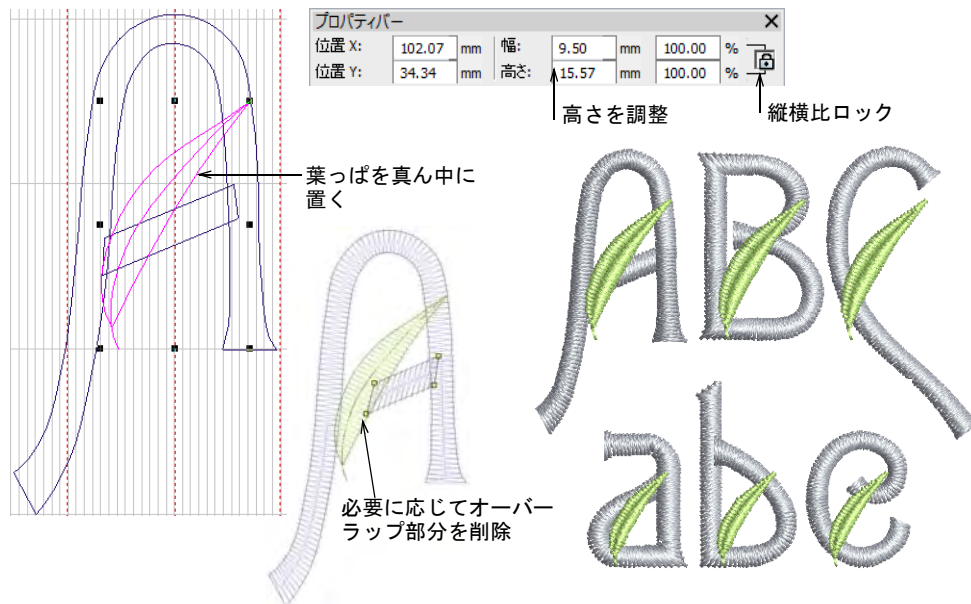 プロパティバー ✕
位置 X: 102.07 mm 幅: 9.50 mm 100.00 %
位置 Y: 34.34 mm 高さ: 15.57 mm 100.00 %
高さを調整
縦横比ロック
葉っぱを真ん中に
置く
ABC
必要に応じてオーバー
ラップ部分を削除
abc